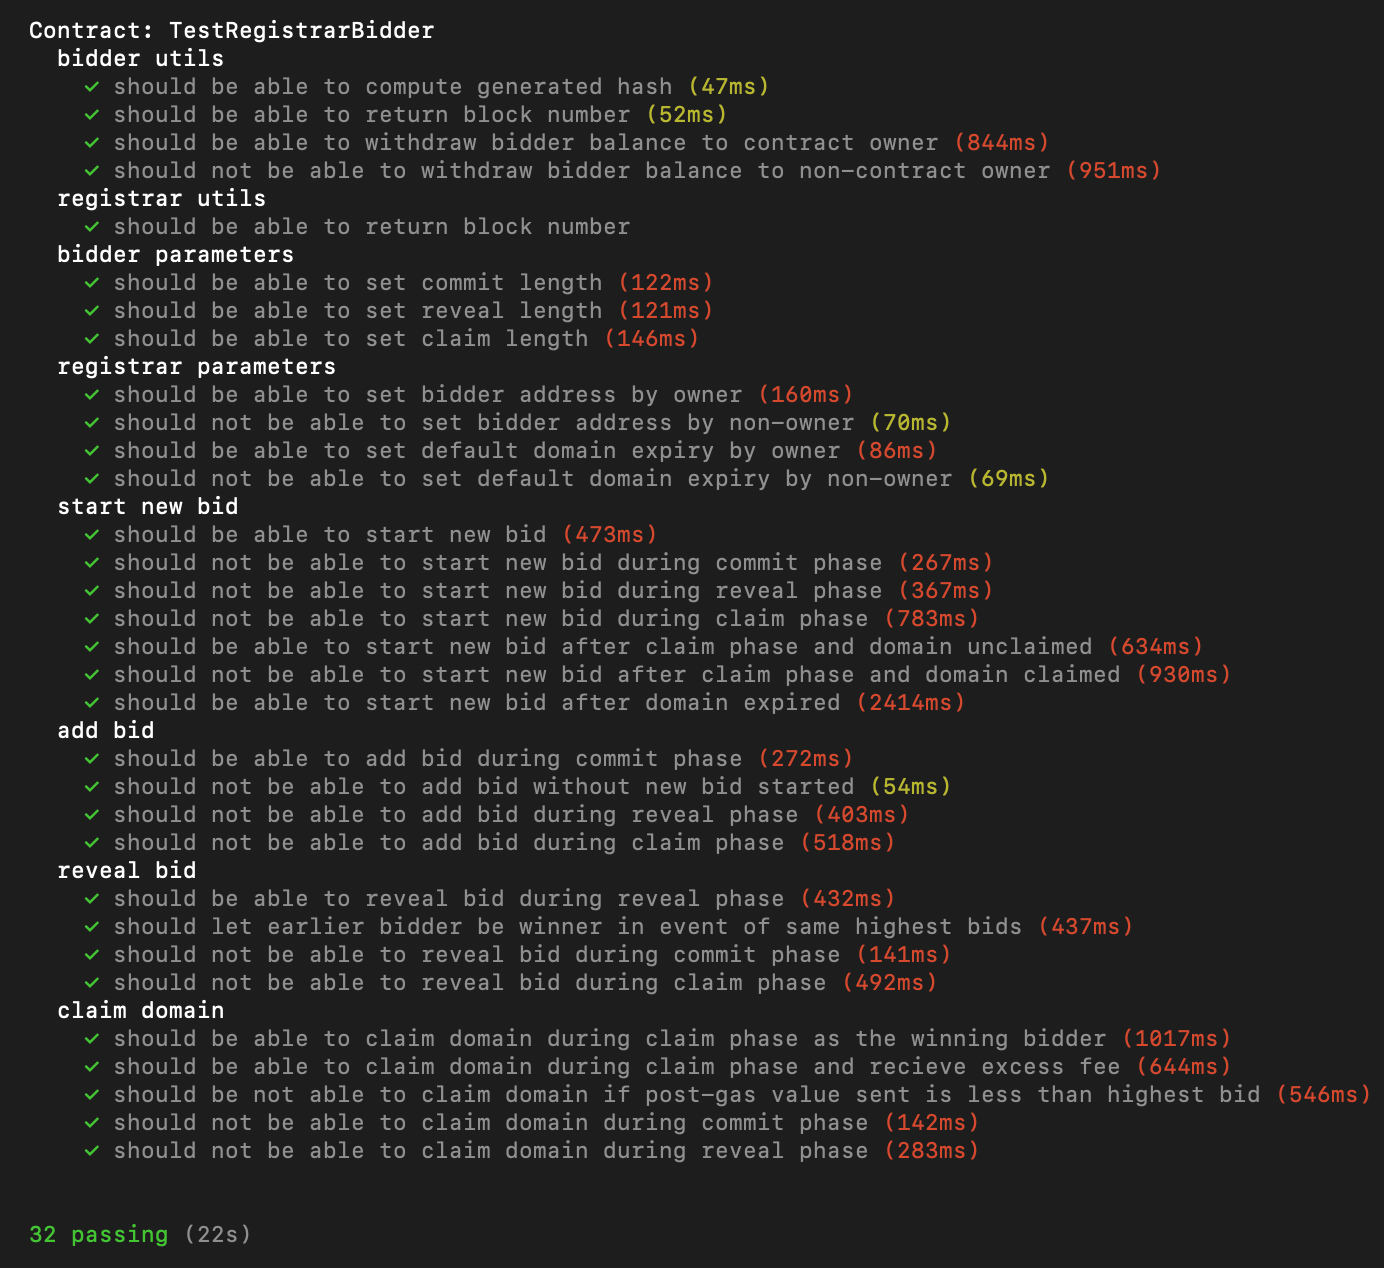 Contract: TestRegistrarBidder
bidder utils
✓ should be able to compute generated hash (47ms)
✓ should be able to return block number (52ms)
✓ should be able to withdraw bidder balance to contract owner (844ms)
✓ should not be able to withdraw bidder balance to non-contract owner (951ms)
registrar utils
✓ should be able to return block number
bidder parameters
✓ should be able to set commit length (122ms)
✓ should be able to set reveal length (121ms)
✓ should be able to set claim length (146ms)
registrar parameters
✓ should be able to set bidder address by owner (160ms)
✓ should not be able to set bidder address by non-owner (70ms)
✓ should be able to set default domain expiry by owner (86ms)
✓ should not be able to set default domain expiry by non-owner (69ms)
start new bid
✓ should be able to start new bid (473ms)
✓ should not be able to start new bid during commit phase (267ms)
✓ should not be able to start new bid during reveal phase (367ms)
✓ should not be able to start new bid during claim phase (783ms)
✓ should be able to start new bid after claim phase and domain unclaimed (634ms)
✓ should not be able to start new bid after claim phase and domain claimed (930ms)
✓ should be able to start new bid after domain expired (2414ms)
add bid
✓ should be able to add bid during commit phase (272ms)
✓ should not be able to add bid without new bid started (54ms)
✓ should not be able to add bid during reveal phase (403ms)
✓ should not be able to add bid during claim phase (518ms)
reveal bid
✓ should be able to reveal bid during reveal phase (432ms)
✓ should let earlier bidder be winner in event of same highest bids (437ms)
✓ should not be able to reveal bid during commit phase (141ms)
✓ should not be able to reveal bid during claim phase (492ms)
claim domain
✓ should be able to claim domain during claim phase as the winning bidder (1017ms)
✓ should be able to claim domain during claim phase and recieve excess fee (644ms)
✓ should be not able to claim domain if post-gas value sent is less than highest bid (546ms)
✓ should not be able to claim domain during commit phase (142ms)
✓ should not be able to claim domain during reveal phase (283ms)
32 passing (22s)